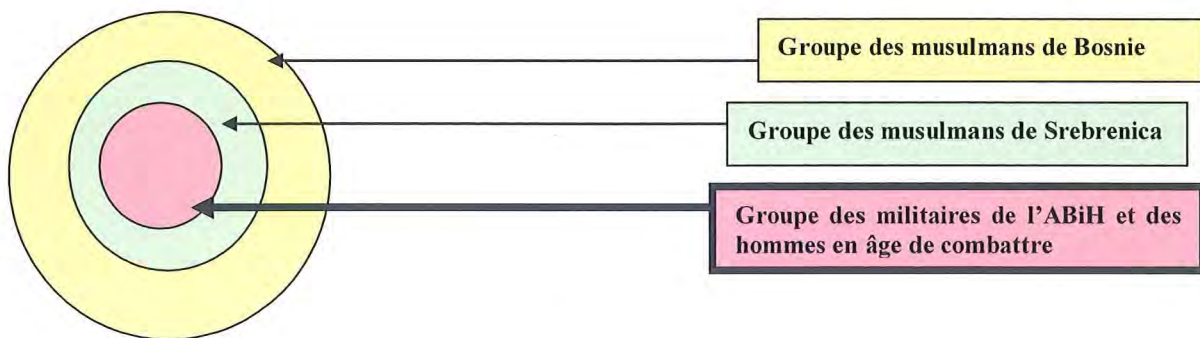 Groupe des musulmans de Bosnie
Groupe des musulmans de Srebrenica
Groupe des militaires de l'ABiH et des
hommes en âge de combattre